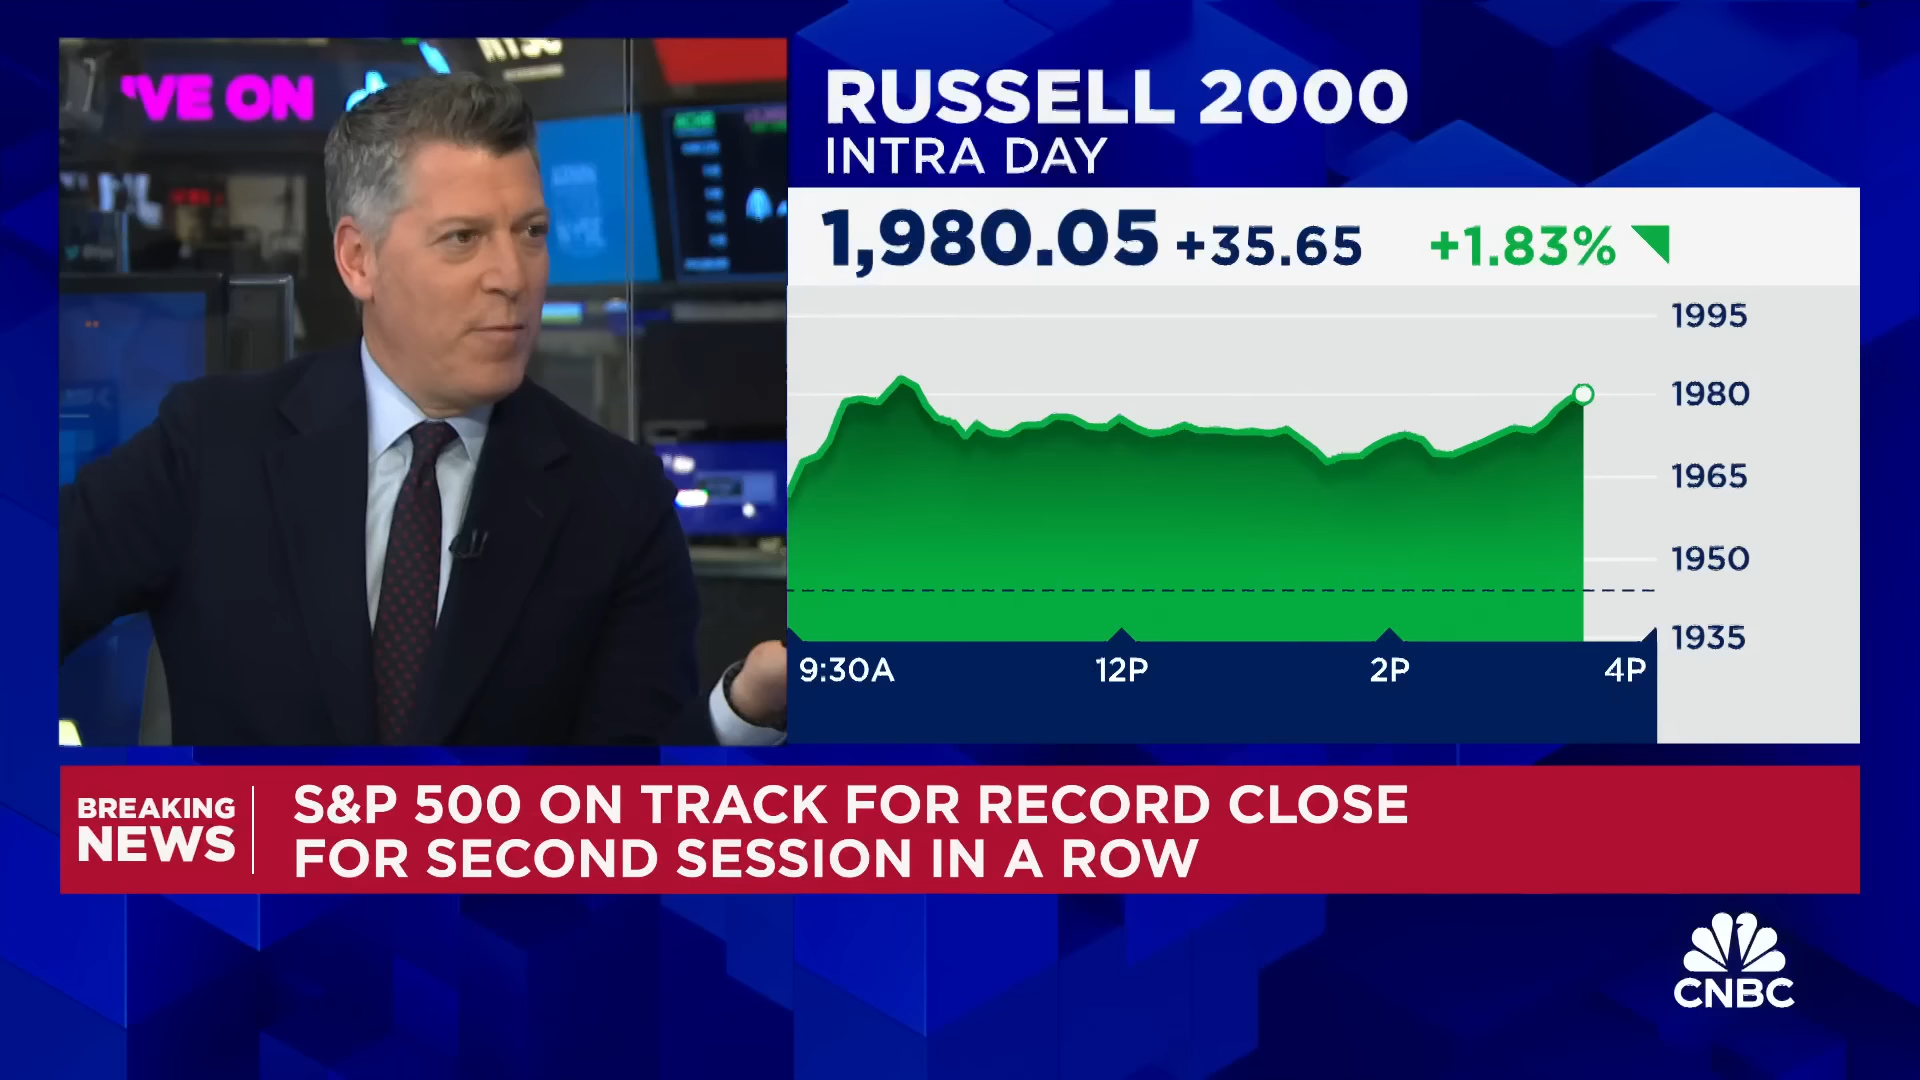 'VE ON
NYSE
RUSSELL 2000
INTRA DAY
1,980.05 +35.65 +1.83%
1995
1980
1965
1950
1935
9:30A 12P 2P 4P
BREAKING
NEWS
S&P 500 ON TRACK FOR RECORD CLOSE
FOR SECOND SESSION IN A ROW
CNBC